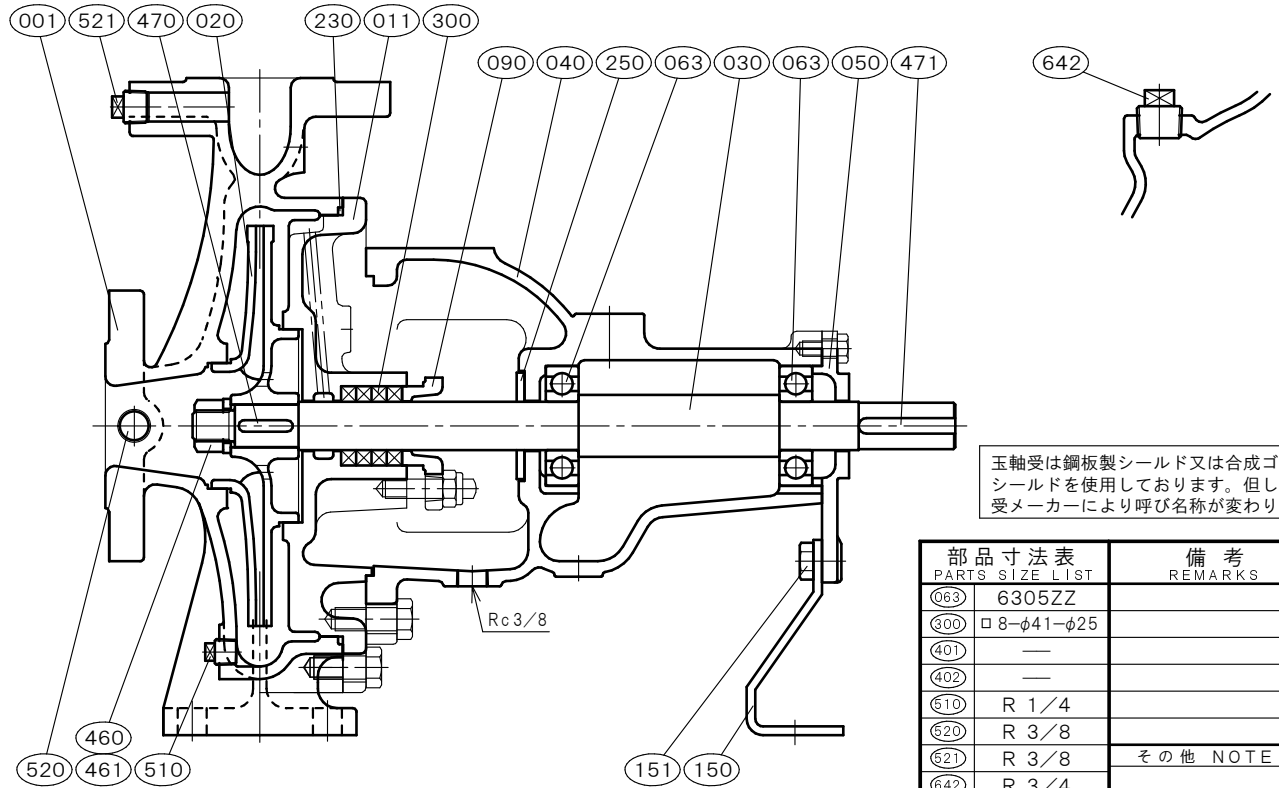 001 521 470 020 230 011 300
090 040 250 063 030 063 050 471
642
玉軸受は鋼板製シールド又は合成ゴ
シールドを使用しております。但し
受メーカーにより呼び名称が変わり
Rc3/8
部品寸法表 備考
PARTS SIZE LIST REMARKS
063 6305ZZ
300 □8-φ41-φ25
401 —
402 —
510 R 1/4
520 R 3/8
521 R 3/8 その他 NOTE
642 R 3/4
460
520 461 510 151 150